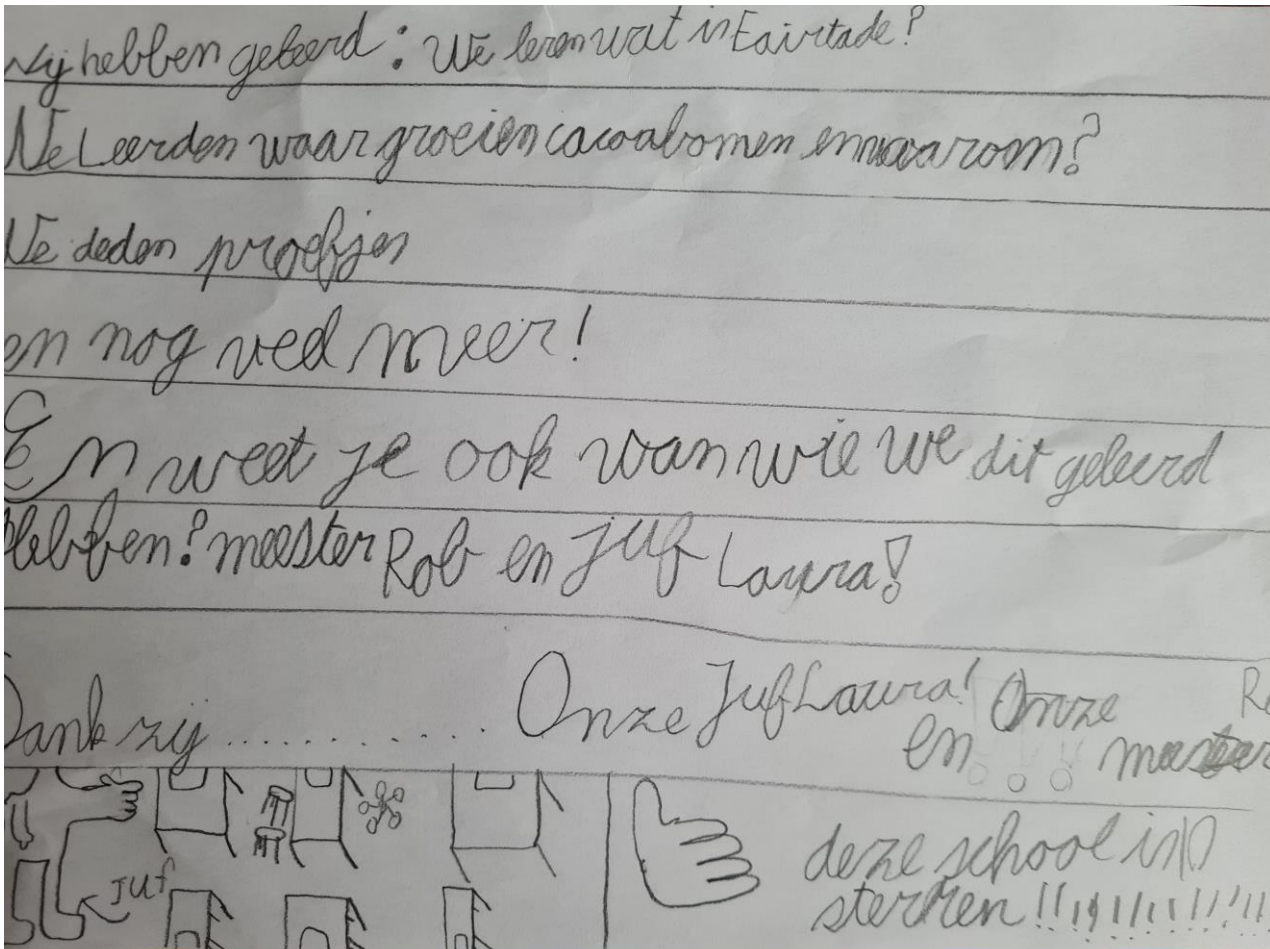 Wij hebben geleerd: We leren wat is Fairtade?
We Leerden waar groeien cacoabomen en waarom?
We deden proefjes
en nog veel meer!
En weet je ook van wie we dit geleerd
hebben? meester Rob en juf Laura!
Dank zij ............ Onze Juf Laura! Onze
en meester
juf
deze school is
sterren !!!!!!!!!!!!!